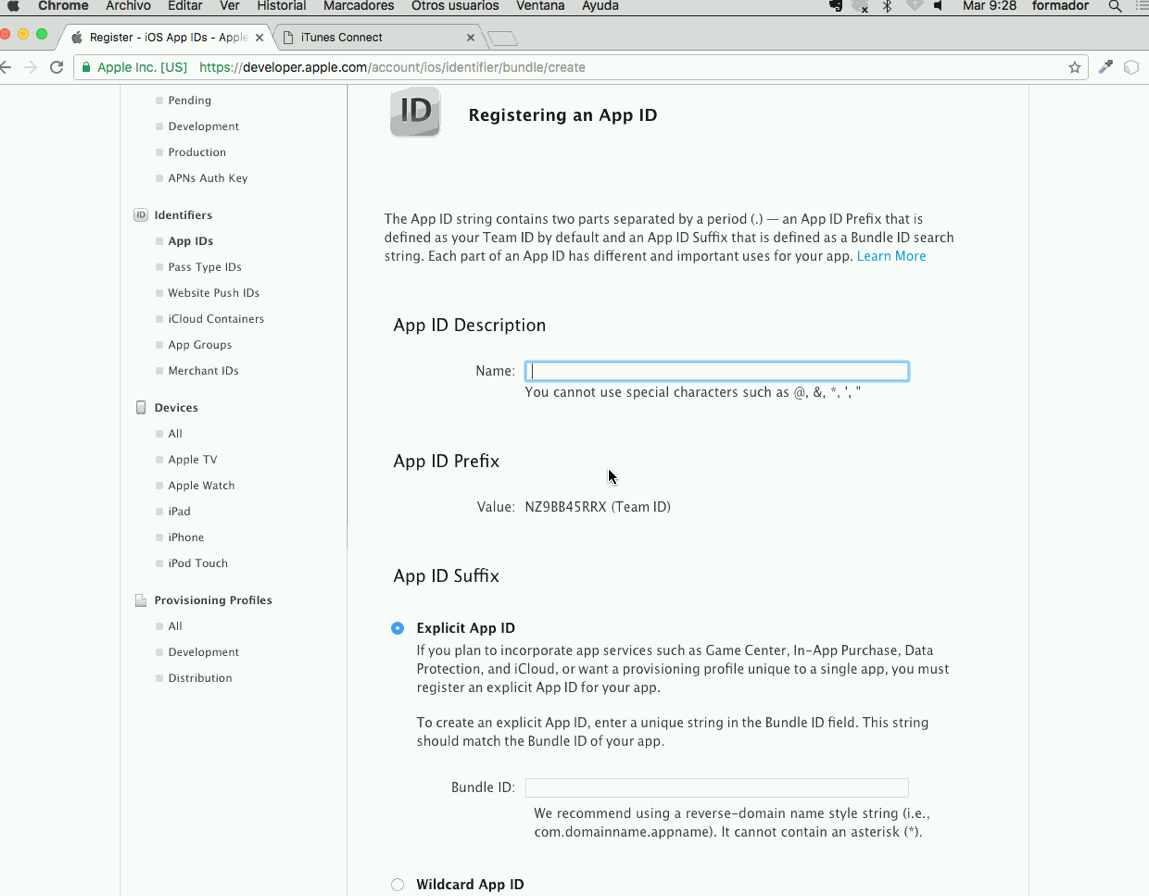 Chrome Archivo Editar Ver Historial Marcadores Otros usuarios Ventana Ayuda Mar 9:28 formador
Register - iOS App IDs - Apple
iTunes Connect
Apple Inc. [US] https://developer.apple.com/account/ios/identifier/bundle/create
Pending
Development
Production
APNs Auth Key
ID Identifiers
App IDs
Pass Type IDs
Website Push IDs
iCloud Containers
App Groups
Merchant IDs
Devices
All
Apple TV
Apple Watch
iPad
iPhone
iPod Touch
Provisioning Profiles
All
Development
Distribution
ID Registering an App ID
The App ID string contains two parts separated by a period (.) — an App ID Prefix that is
defined as your Team ID by default and an App ID Suffix that is defined as a Bundle ID search
string. Each part of an App ID has different and important uses for your app. Learn More
App ID Description
Name:
You cannot use special characters such as @, &, *, ', "
App ID Prefix
Value: NZ9BB45RRX (Team ID)
App ID Suffix
Explicit App ID
If you plan to incorporate app services such as Game Center, In-App Purchase, Data
Protection, and iCloud, or want a provisioning profile unique to a single app, you must
register an explicit App ID for your app.
To create an explicit App ID, enter a unique string in the Bundle ID field. This string
should match the Bundle ID of your app.
Bundle ID:
We recommend using a reverse-domain name style string (i.e.,
com.domainname.appname). It cannot contain an asterisk (*).
Wildcard App ID